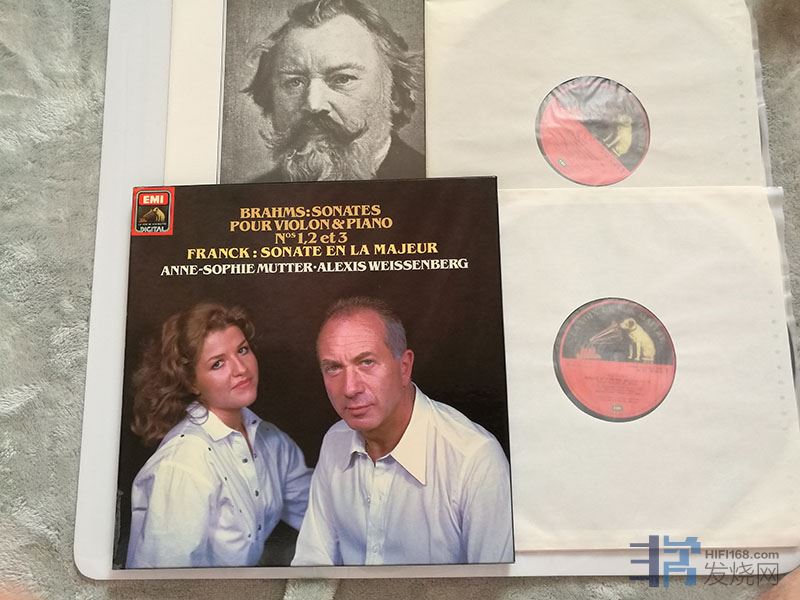 EMI
DIGITAL
BRAHMS: SONATES
POUR VIOLON & PIANO
Nos 1, 2 et 3
FRANCK : SONATE EN LA MAJEUR
ANNE-SOPHIE MUTTER · ALEXIS WEISSENBERG
EMI
HIFI168.com
发烧网